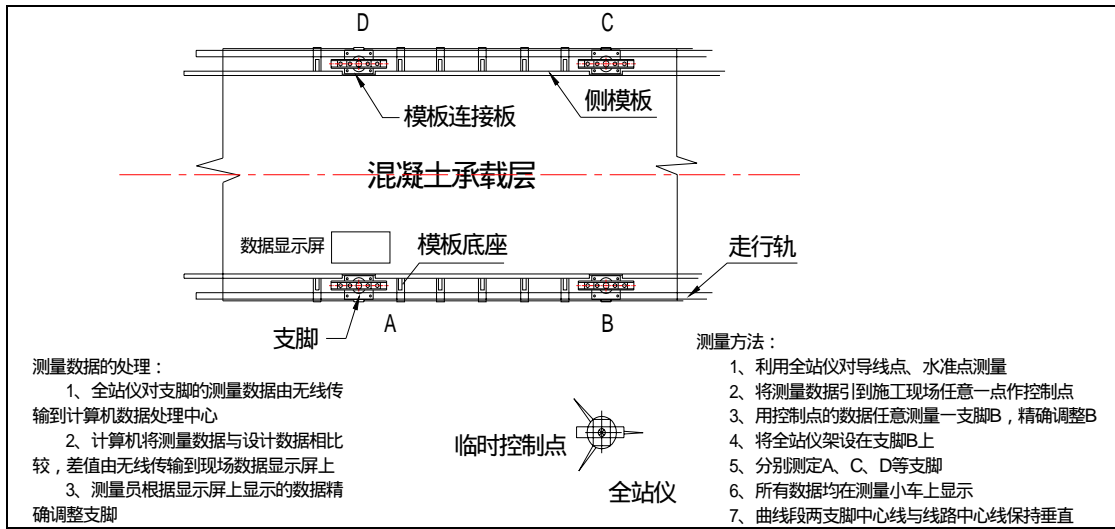 D
C
模板连接板
侧模板
混凝土承载层
数据显示屏
模板底座
走行轨
支脚
A
B
测量数据的处理：
1、全站仪对支脚的测量数据由无线传
输到计算机数据处理中心
2、计算机将测量数据与设计数据相比
较，差值由无线传输到现场数据显示屏上
3、测量员根据显示屏上显示的数据精
确调整支脚
临时控制点
全站仪
测量方法：
1、利用全站仪对导线点、水准点测量
2、将测量数据引到施工现场任意一点作控制点
3、用控制点的数据任意测量一支脚B，精确调整B
4、将全站仪架设在支脚B上
5、分别测定A、C、D等支脚
6、所有数据均在测量小车上显示
7、曲线段两支脚中心线与线路中心线保持垂直